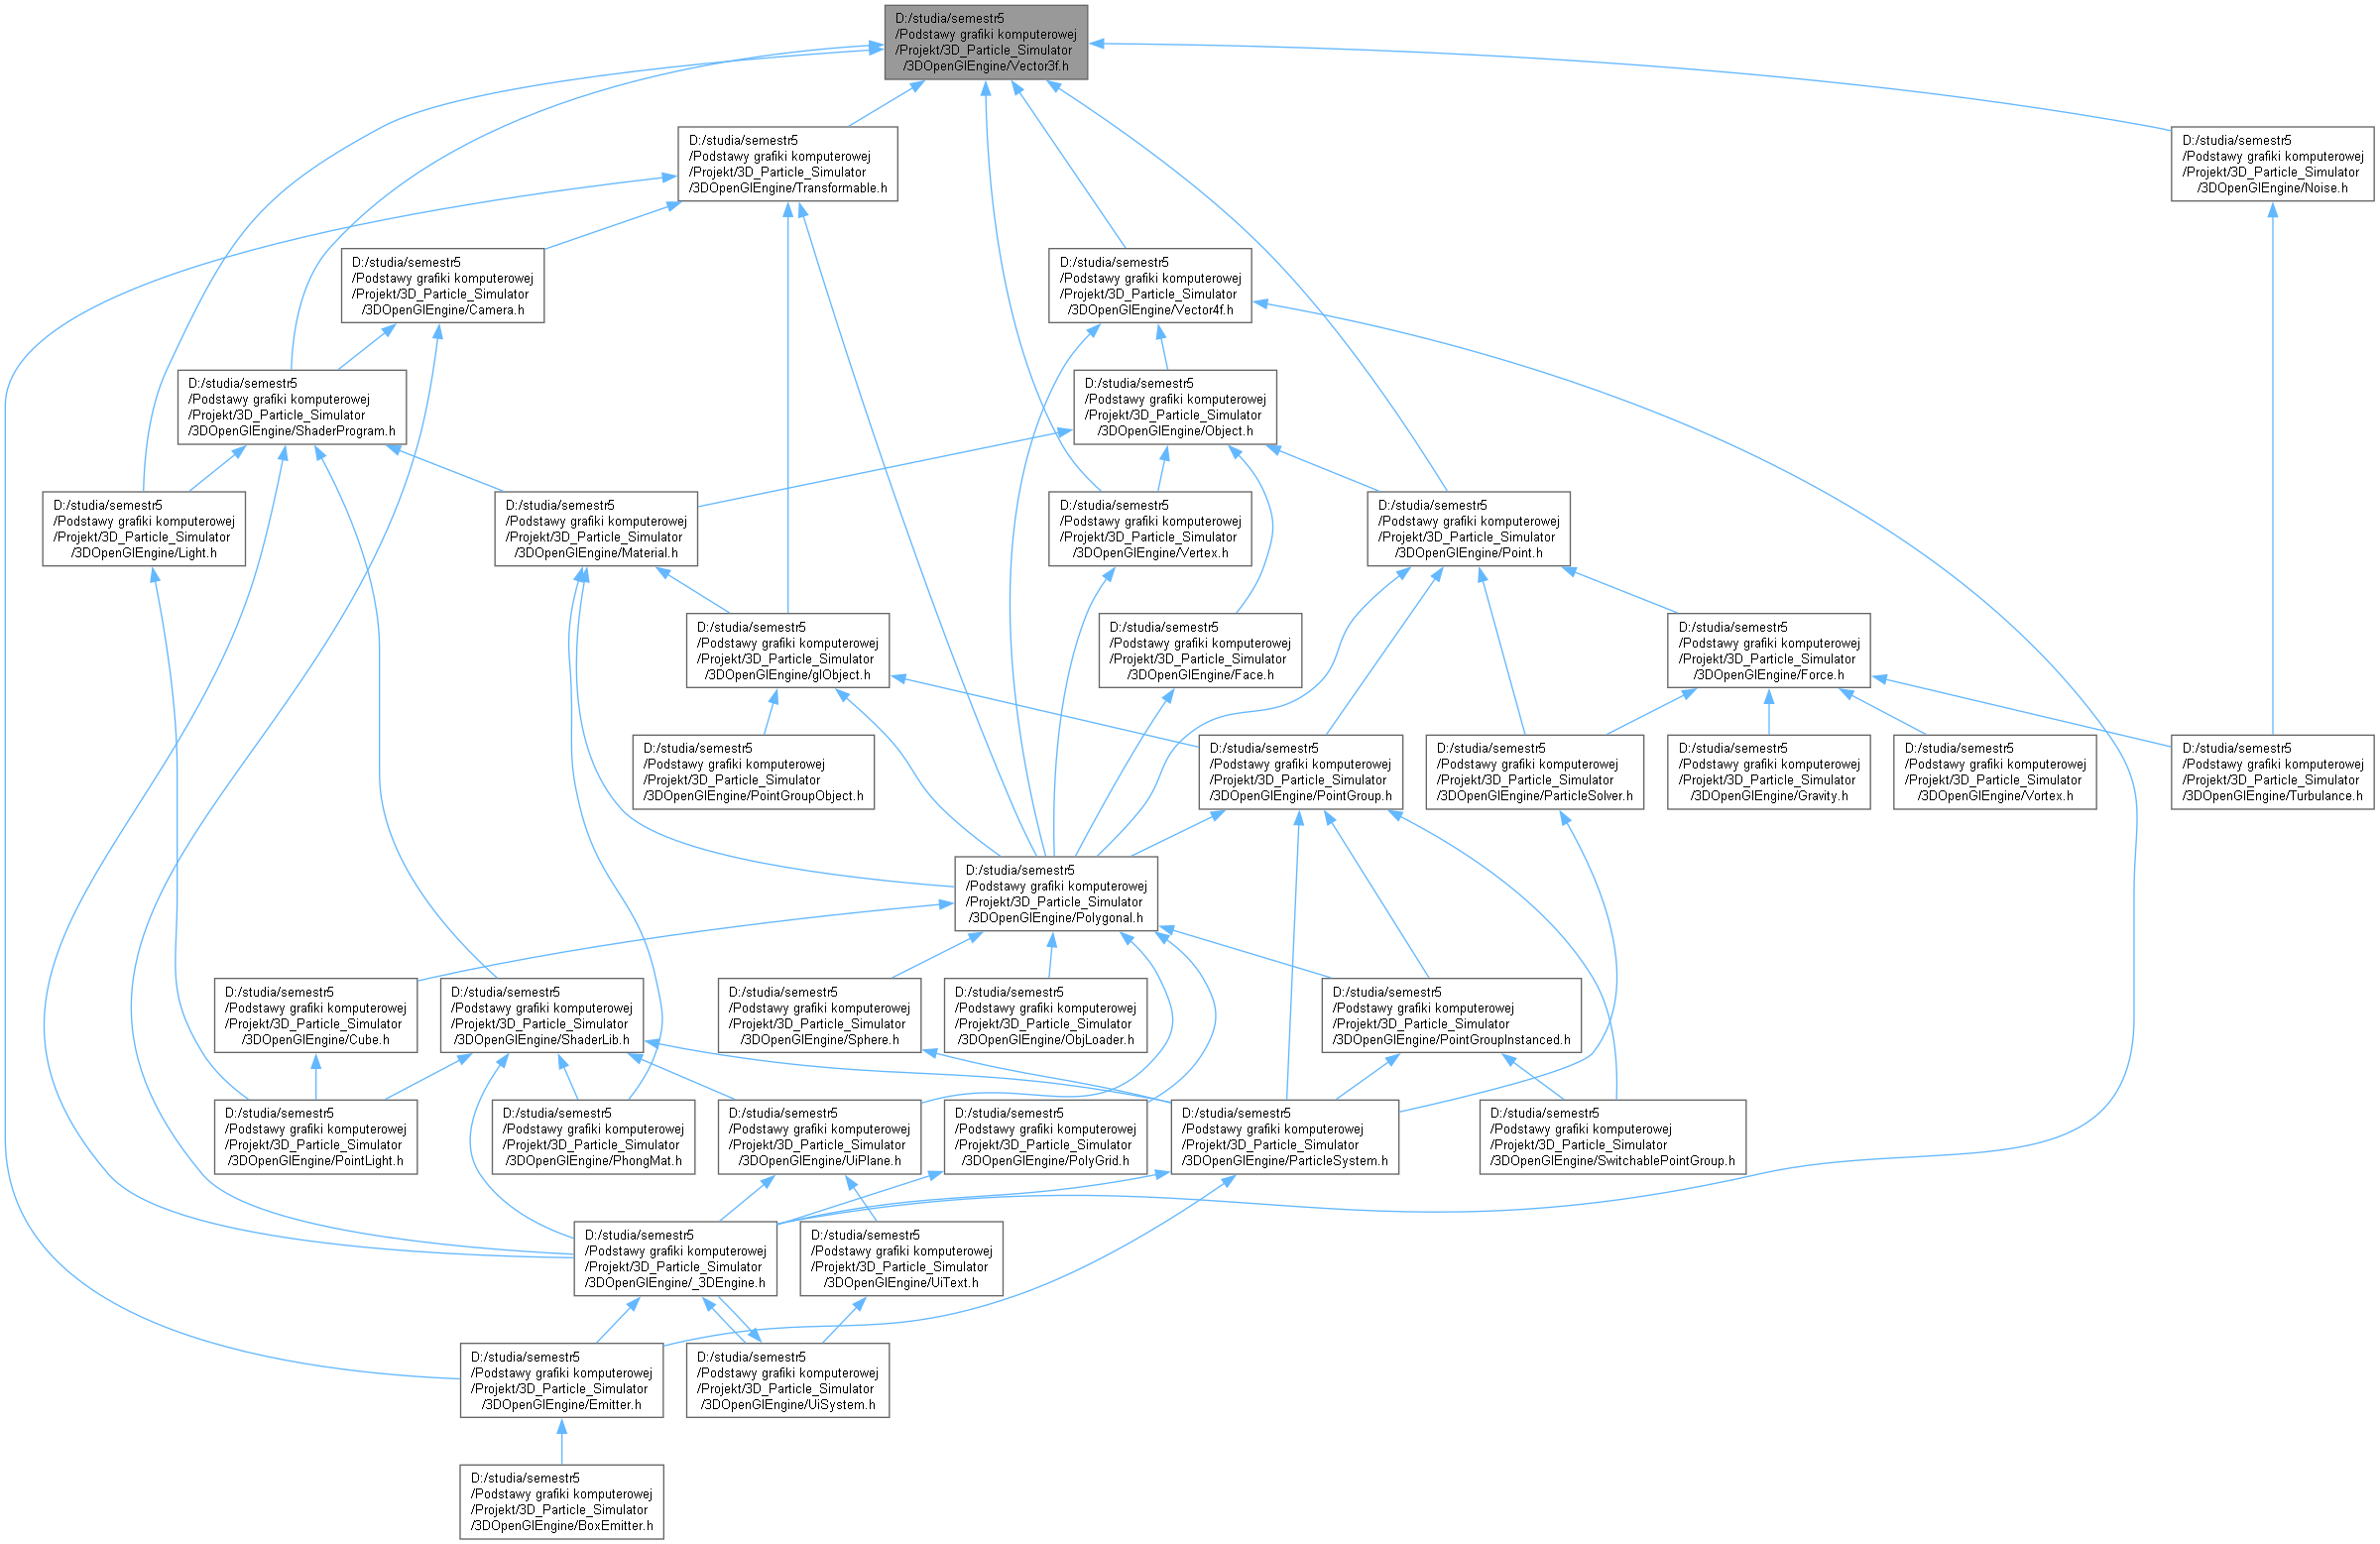 D:/studia/semestr5
/Podstawy grafiki komputerowej
/Projekt/3D_Particle_Simulator
/3DOpenGlEngine/Vector3f.h
D:/studia/semestr5
/Podstawy grafiki komputerowej
/Projekt/3D_Particle_Simulator
/3DOpenGlEngine/Transformable.h
D:/studia/semestr5
/Podstawy grafiki komputerowej
/Projekt/3D_Particle_Simulator
/3DOpenGlEngine/Noise.h
D:/studia/semestr5
/Podstawy grafiki komputerowej
/Projekt/3D_Particle_Simulator
/3DOpenGlEngine/Camera.h
D:/studia/semestr5
/Podstawy grafiki komputerowej
/Projekt/3D_Particle_Simulator
/3DOpenGlEngine/Vector4f.h
D:/studia/semestr5
/Podstawy grafiki komputerowej
/Projekt/3D_Particle_Simulator
/3DOpenGlEngine/ShaderProgram.h
D:/studia/semestr5
/Podstawy grafiki komputerowej
/Projekt/3D_Particle_Simulator
/3DOpenGlEngine/Object.h
D:/studia/semestr5
/Podstawy grafiki komputerowej
/Projekt/3D_Particle_Simulator
/3DOpenGlEngine/Light.h
D:/studia/semestr5
/Podstawy grafiki komputerowej
/Projekt/3D_Particle_Simulator
/3DOpenGlEngine/Material.h
D:/studia/semestr5
/Podstawy grafiki komputerowej
/Projekt/3D_Particle_Simulator
/3DOpenGlEngine/Vertex.h
D:/studia/semestr5
/Podstawy grafiki komputerowej
/Projekt/3D_Particle_Simulator
/3DOpenGlEngine/Point.h
D:/studia/semestr5
/Podstawy grafiki komputerowej
/Projekt/3D_Particle_Simulator
/3DOpenGlEngine/glObject.h
D:/studia/semestr5
/Podstawy grafiki komputerowej
/Projekt/3D_Particle_Simulator
/3DOpenGlEngine/Face.h
D:/studia/semestr5
/Podstawy grafiki komputerowej
/Projekt/3D_Particle_Simulator
/3DOpenGlEngine/Force.h
D:/studia/semestr5
/Podstawy grafiki komputerowej
/Projekt/3D_Particle_Simulator
/3DOpenGlEngine/PointGroupObject.h
D:/studia/semestr5
/Podstawy grafiki komputerowej
/Projekt/3D_Particle_Simulator
/3DOpenGlEngine/PointGroup.h
D:/studia/semestr5
/Podstawy grafiki komputerowej
/Projekt/3D_Particle_Simulator
/3DOpenGlEngine/ParticleSolver.h
D:/studia/semestr5
/Podstawy grafiki komputerowej
/Projekt/3D_Particle_Simulator
/3DOpenGlEngine/Gravity.h
D:/studia/semestr5
/Podstawy grafiki komputerowej
/Projekt/3D_Particle_Simulator
/3DOpenGlEngine/Vortex.h
D:/studia/semestr5
/Podstawy grafiki komputerowej
/Projekt/3D_Particle_Simulator
/3DOpenGlEngine/Turbulance.h
D:/studia/semestr5
/Podstawy grafiki komputerowej
/Projekt/3D_Particle_Simulator
/3DOpenGlEngine/Polygonal.h
D:/studia/semestr5
/Podstawy grafiki komputerowej
/Projekt/3D_Particle_Simulator
/3DOpenGlEngine/Cube.h
D:/studia/semestr5
/Podstawy grafiki komputerowej
/Projekt/3D_Particle_Simulator
/3DOpenGlEngine/ShaderLib.h
D:/studia/semestr5
/Podstawy grafiki komputerowej
/Projekt/3D_Particle_Simulator
/3DOpenGlEngine/Sphere.h
D:/studia/semestr5
/Podstawy grafiki komputerowej
/Projekt/3D_Particle_Simulator
/3DOpenGlEngine/ObjLoader.h
D:/studia/semestr5
/Podstawy grafiki komputerowej
/Projekt/3D_Particle_Simulator
/3DOpenGlEngine/PointGroupInstanced.h
D:/studia/semestr5
/Podstawy grafiki komputerowej
/Projekt/3D_Particle_Simulator
/3DOpenGlEngine/PointLight.h
D:/studia/semestr5
/Podstawy grafiki komputerowej
/Projekt/3D_Particle_Simulator
/3DOpenGlEngine/PhongMat.h
D:/studia/semestr5
/Podstawy grafiki komputerowej
/Projekt/3D_Particle_Simulator
/3DOpenGlEngine/UiPlane.h
D:/studia/semestr5
/Podstawy grafiki komputerowej
/Projekt/3D_Particle_Simulator
/3DOpenGlEngine/PolyGrid.h
D:/studia/semestr5
/Podstawy grafiki komputerowej
/Projekt/3D_Particle_Simulator
/3DOpenGlEngine/ParticleSystem.h
D:/studia/semestr5
/Podstawy grafiki komputerowej
/Projekt/3D_Particle_Simulator
/3DOpenGlEngine/SwitchablePointGroup.h
D:/studia/semestr5
/Podstawy grafiki komputerowej
/Projekt/3D_Particle_Simulator
/3DOpenGlEngine/_3DEngine.h
D:/studia/semestr5
/Podstawy grafiki komputerowej
/Projekt/3D_Particle_Simulator
/3DOpenGlEngine/UiText.h
D:/studia/semestr5
/Podstawy grafiki komputerowej
/Projekt/3D_Particle_Simulator
/3DOpenGlEngine/Emitter.h
D:/studia/semestr5
/Podstawy grafiki komputerowej
/Projekt/3D_Particle_Simulator
/3DOpenGlEngine/UiSystem.h
D:/studia/semestr5
/Podstawy grafiki komputerowej
/Projekt/3D_Particle_Simulator
/3DOpenGlEngine/BoxEmitter.h